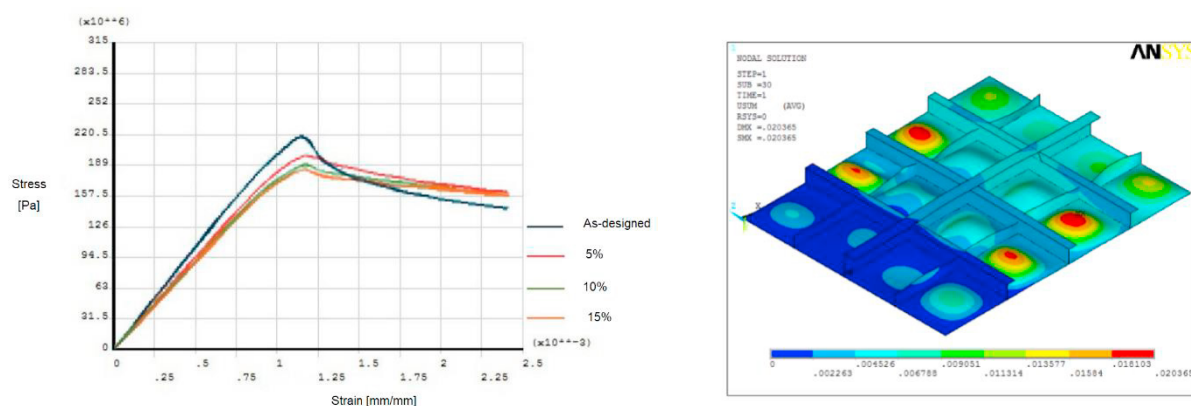 (x10**6)
315
283.5
252
220.5
189
157.5
126
94.5
63
31.5
0
Stress
[Pa]
As-designed
5%
10%
15%
(x10**-3)
0
.5
1
1.5
2
2.5
.25
.75
1.25
1.75
2.25
Strain [mm/mm]
1
ANSYS
NODAL SOLUTION
STEP=1
SUB =30
TIME=1
USUM (AVG)
RSYS=0
DMX =.020365
SMX =.020365
Z
X
0
.004526
.009051
.013577
.018103
.002263
.006788
.011314
.01584
.020365